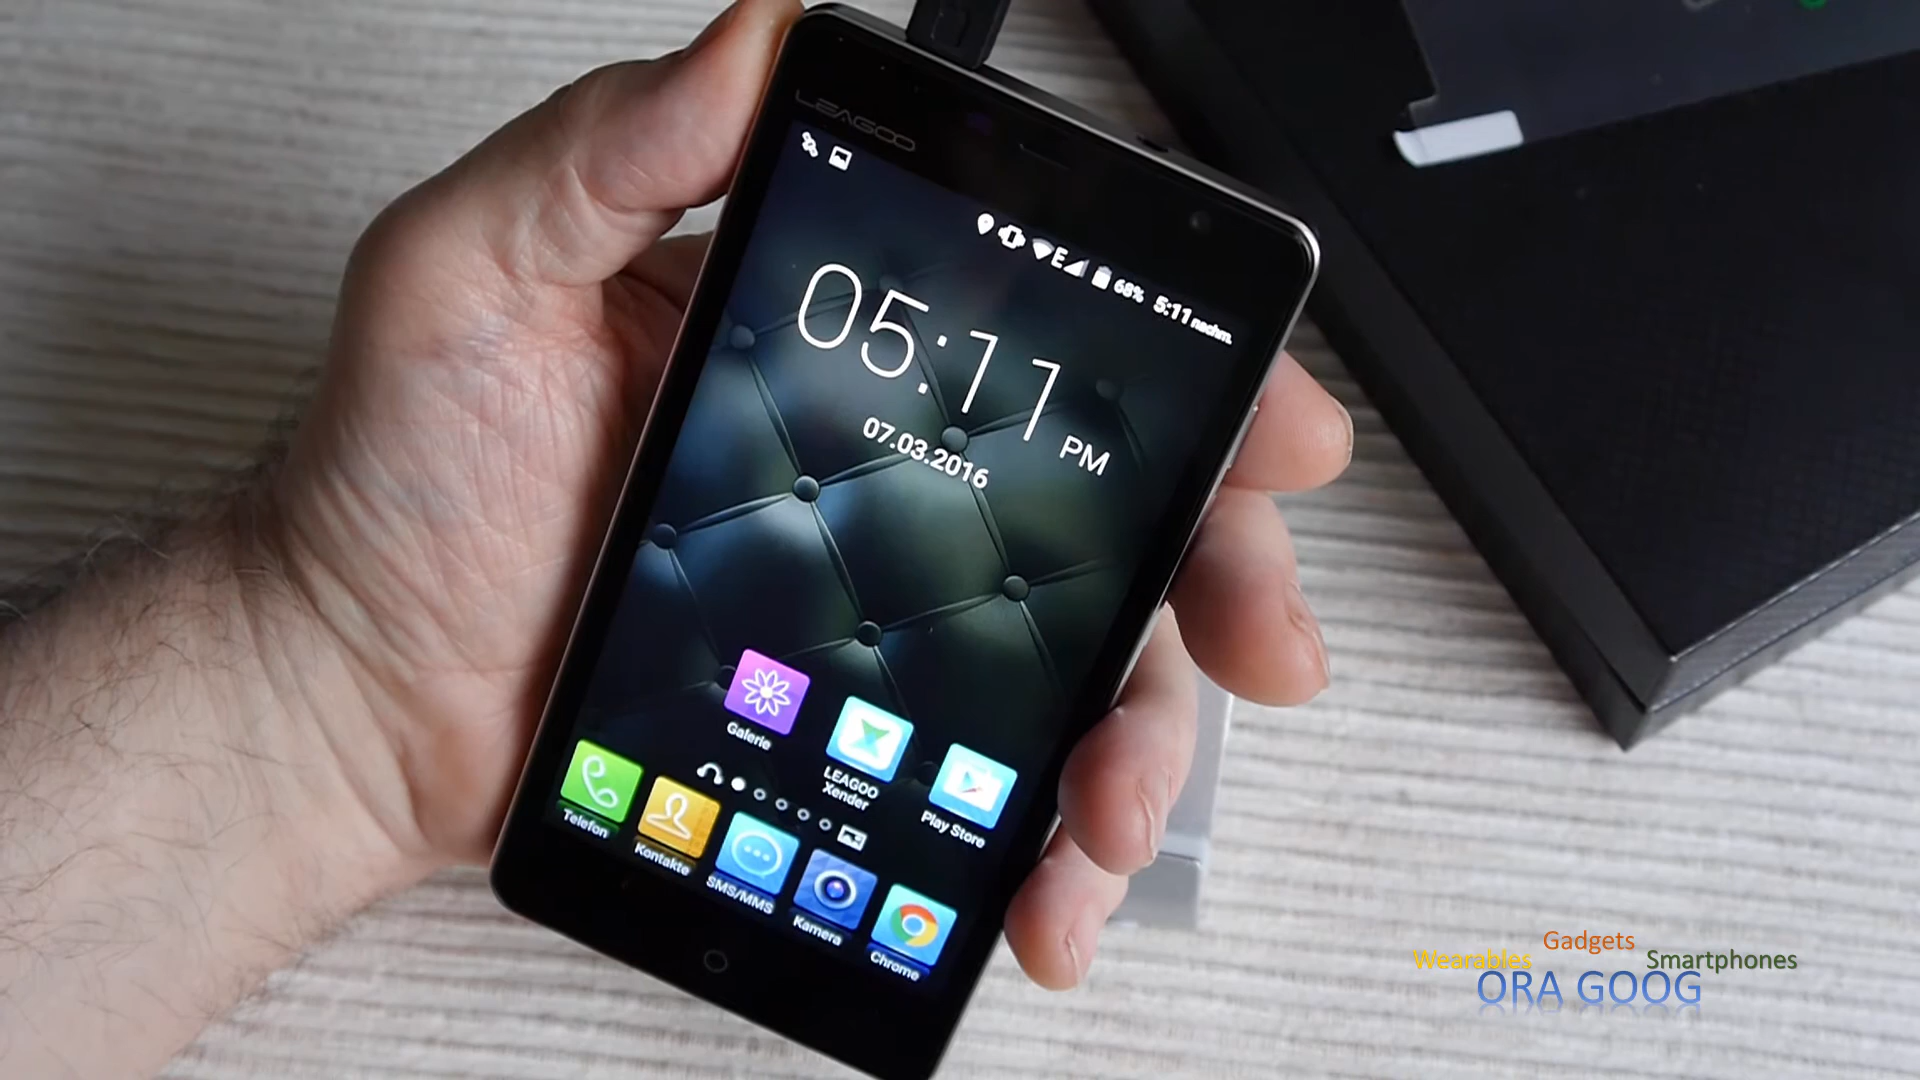 LEAGOO
E 68% 5:11 nachm.
05:11 PM
07.03.2016
Galerie
LEAGOO
Xender
Play Store
Telefon
Kontakte
SMS/MMS
Kamera
Chrome
Gadgets
Wearables Smartphones
ORA GOOG